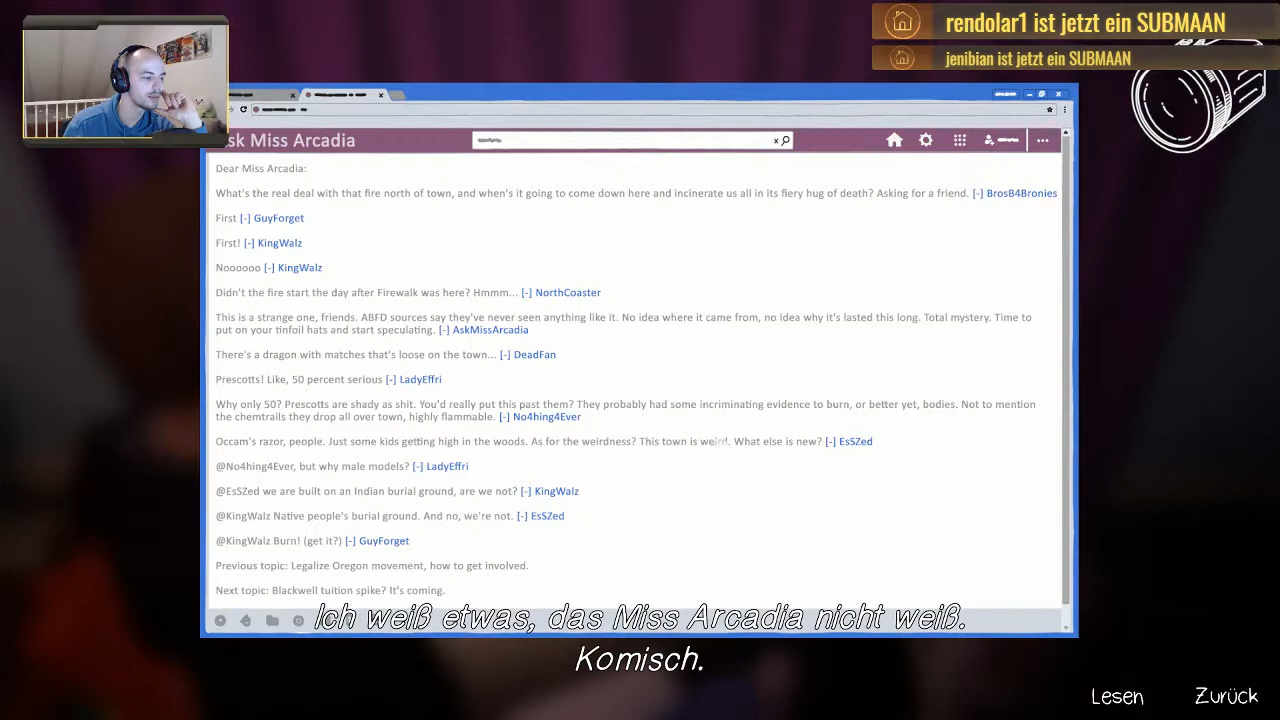 rendolar1 ist jetzt ein SUBMAAN
jenibian ist jetzt ein SUBMAAN
sk Miss Arcadia
Dear Miss Arcadia:
What's the real deal with that fire north of town, and when's it going to come down here and incinerate us all in its fiery hug of death? Asking for a friend. [-] BrosB4Bronies
First [-] GuyForget
First! [-] KingWalz
Noooooo [-] KingWalz
Didn't the fire start the day after Firewalk was here? Hmmm... [-] NorthCoaster
This is a strange one, friends. ABFD sources say they've never seen anything like it. No idea where it came from, no idea why it's lasted this long. Total mystery. Time to
put on your tinfoil hats and start speculating. [-] AskMissArcadia
There's a dragon with matches that's loose on the town... [-] DeadFan
Prescotts! Like, 50 percent serious [-] LadyEffri
Why only 50? Prescotts are shady as shit. You'd really put this past them? They probably had some incriminating evidence to burn, or better yet, bodies. Not to mention
the chemtrails they drop all over town, highly flammable. [-] No4hing4Ever
Occam's razor, people. Just some kids getting high in the woods. As for the weirdness? This town is weird. What else is new? [-] EsSZed
@No4hing4Ever, but why male models? [-] LadyEffri
@EsSZed we are built on an Indian burial ground, are we not? [-] KingWalz
@KingWalz Native people's burial ground. And no, we're not. [-] EsSZed
@KingWalz Burn! (get it?) [-] GuyForget
Previous topic: Legalize Oregon movement, how to get involved.
Next topic: Blackwell tuition spike? It's coming.
Ich weiß etwas, das Miss Arcadia nicht weiß.
Komisch.
Lesen Zurück